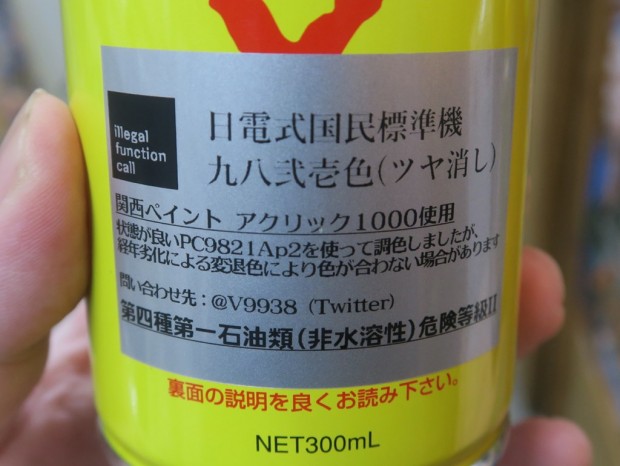 illegal
function
call
日電式国民標準機
九八弐壱色(ツヤ消し)
関西ペイント アクリック1000使用
状態が良いPC9821Ap2を使って調色しましたが、
経年劣化による変退色により色が合わない場合があります
問い合わせ先:@V9938 (Twitter)
第四種第一石油類(非水溶性)危険等級II
裏面の説明を良くお読み下さい。
NET300mL